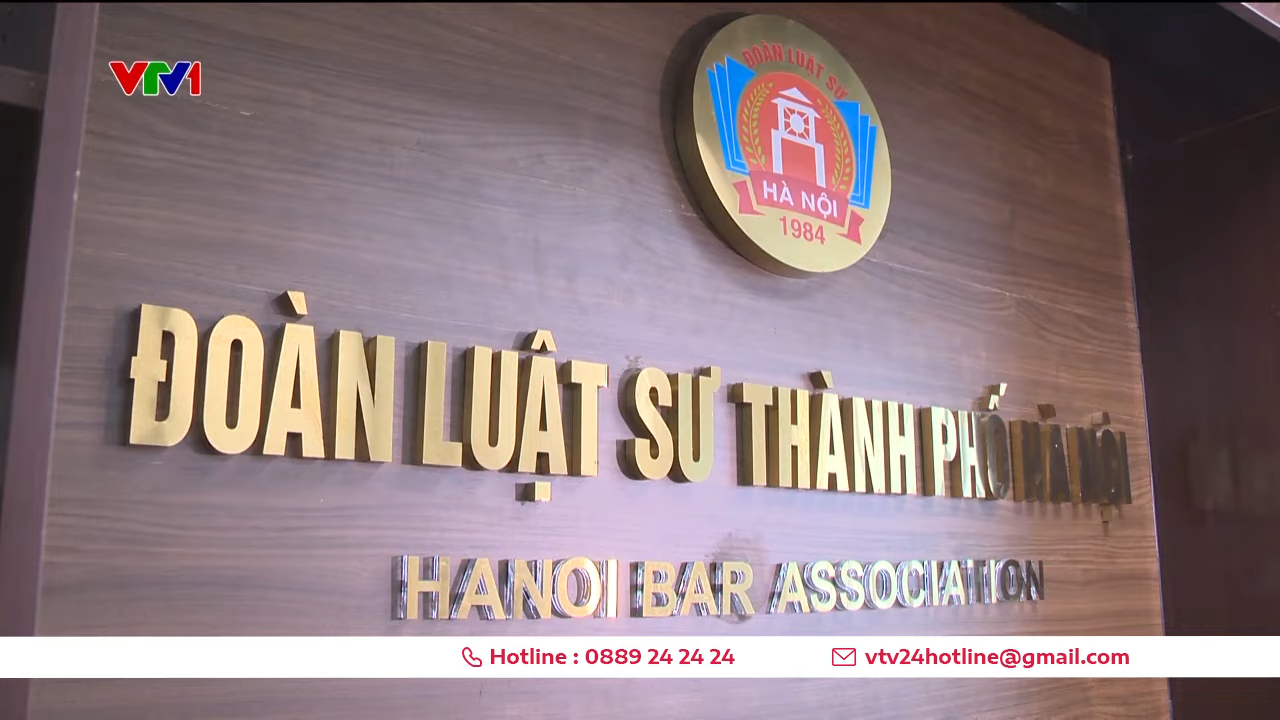 VTV1
ĐOÀN LUẬT SƯ
HÀ NỘI
1984
ĐOÀN LUẬT SƯ THÀNH PHỐ HÀ NỘI
HANOI BAR ASSOCIATION
Hotline : 0889 24 24 24
vtv24hotline@gmail.com